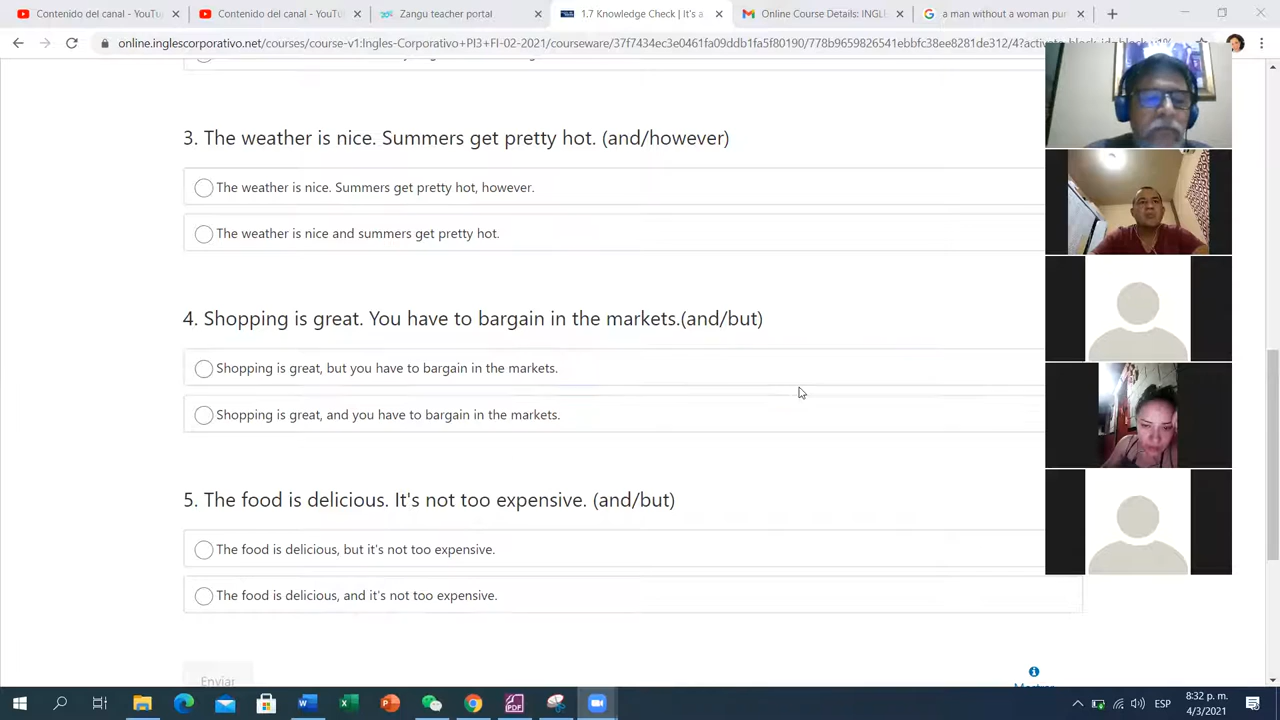 Contenido del canal - YouTu
Contenido del canal - YouTu
Zangu teacher portal
1.7 Knowledge Check | It's a
Online Course Details: INGLE
a man without a woman pu
online.inglescorporativo.net/courses/course-v1:Ingles-Corporativo+PI3+FI-02-2021/courseware/37f7434ec3e0461fa09ddb1fa5f80190/778b9659826541ebbfc38ee8281de312/4?activate_block_id=block-v1%
3. The weather is nice. Summers get pretty hot. (and/however)
The weather is nice. Summers get pretty hot, however.
The weather is nice and summers get pretty hot.
4. Shopping is great. You have to bargain in the markets.(and/but)
Shopping is great, but you have to bargain in the markets.
Shopping is great, and you have to bargain in the markets.
5. The food is delicious. It's not too expensive. (and/but)
The food is delicious, but it's not too expensive.
The food is delicious, and it's not too expensive.
Enviar
ESP
8:32 p. m.
4/3/2021